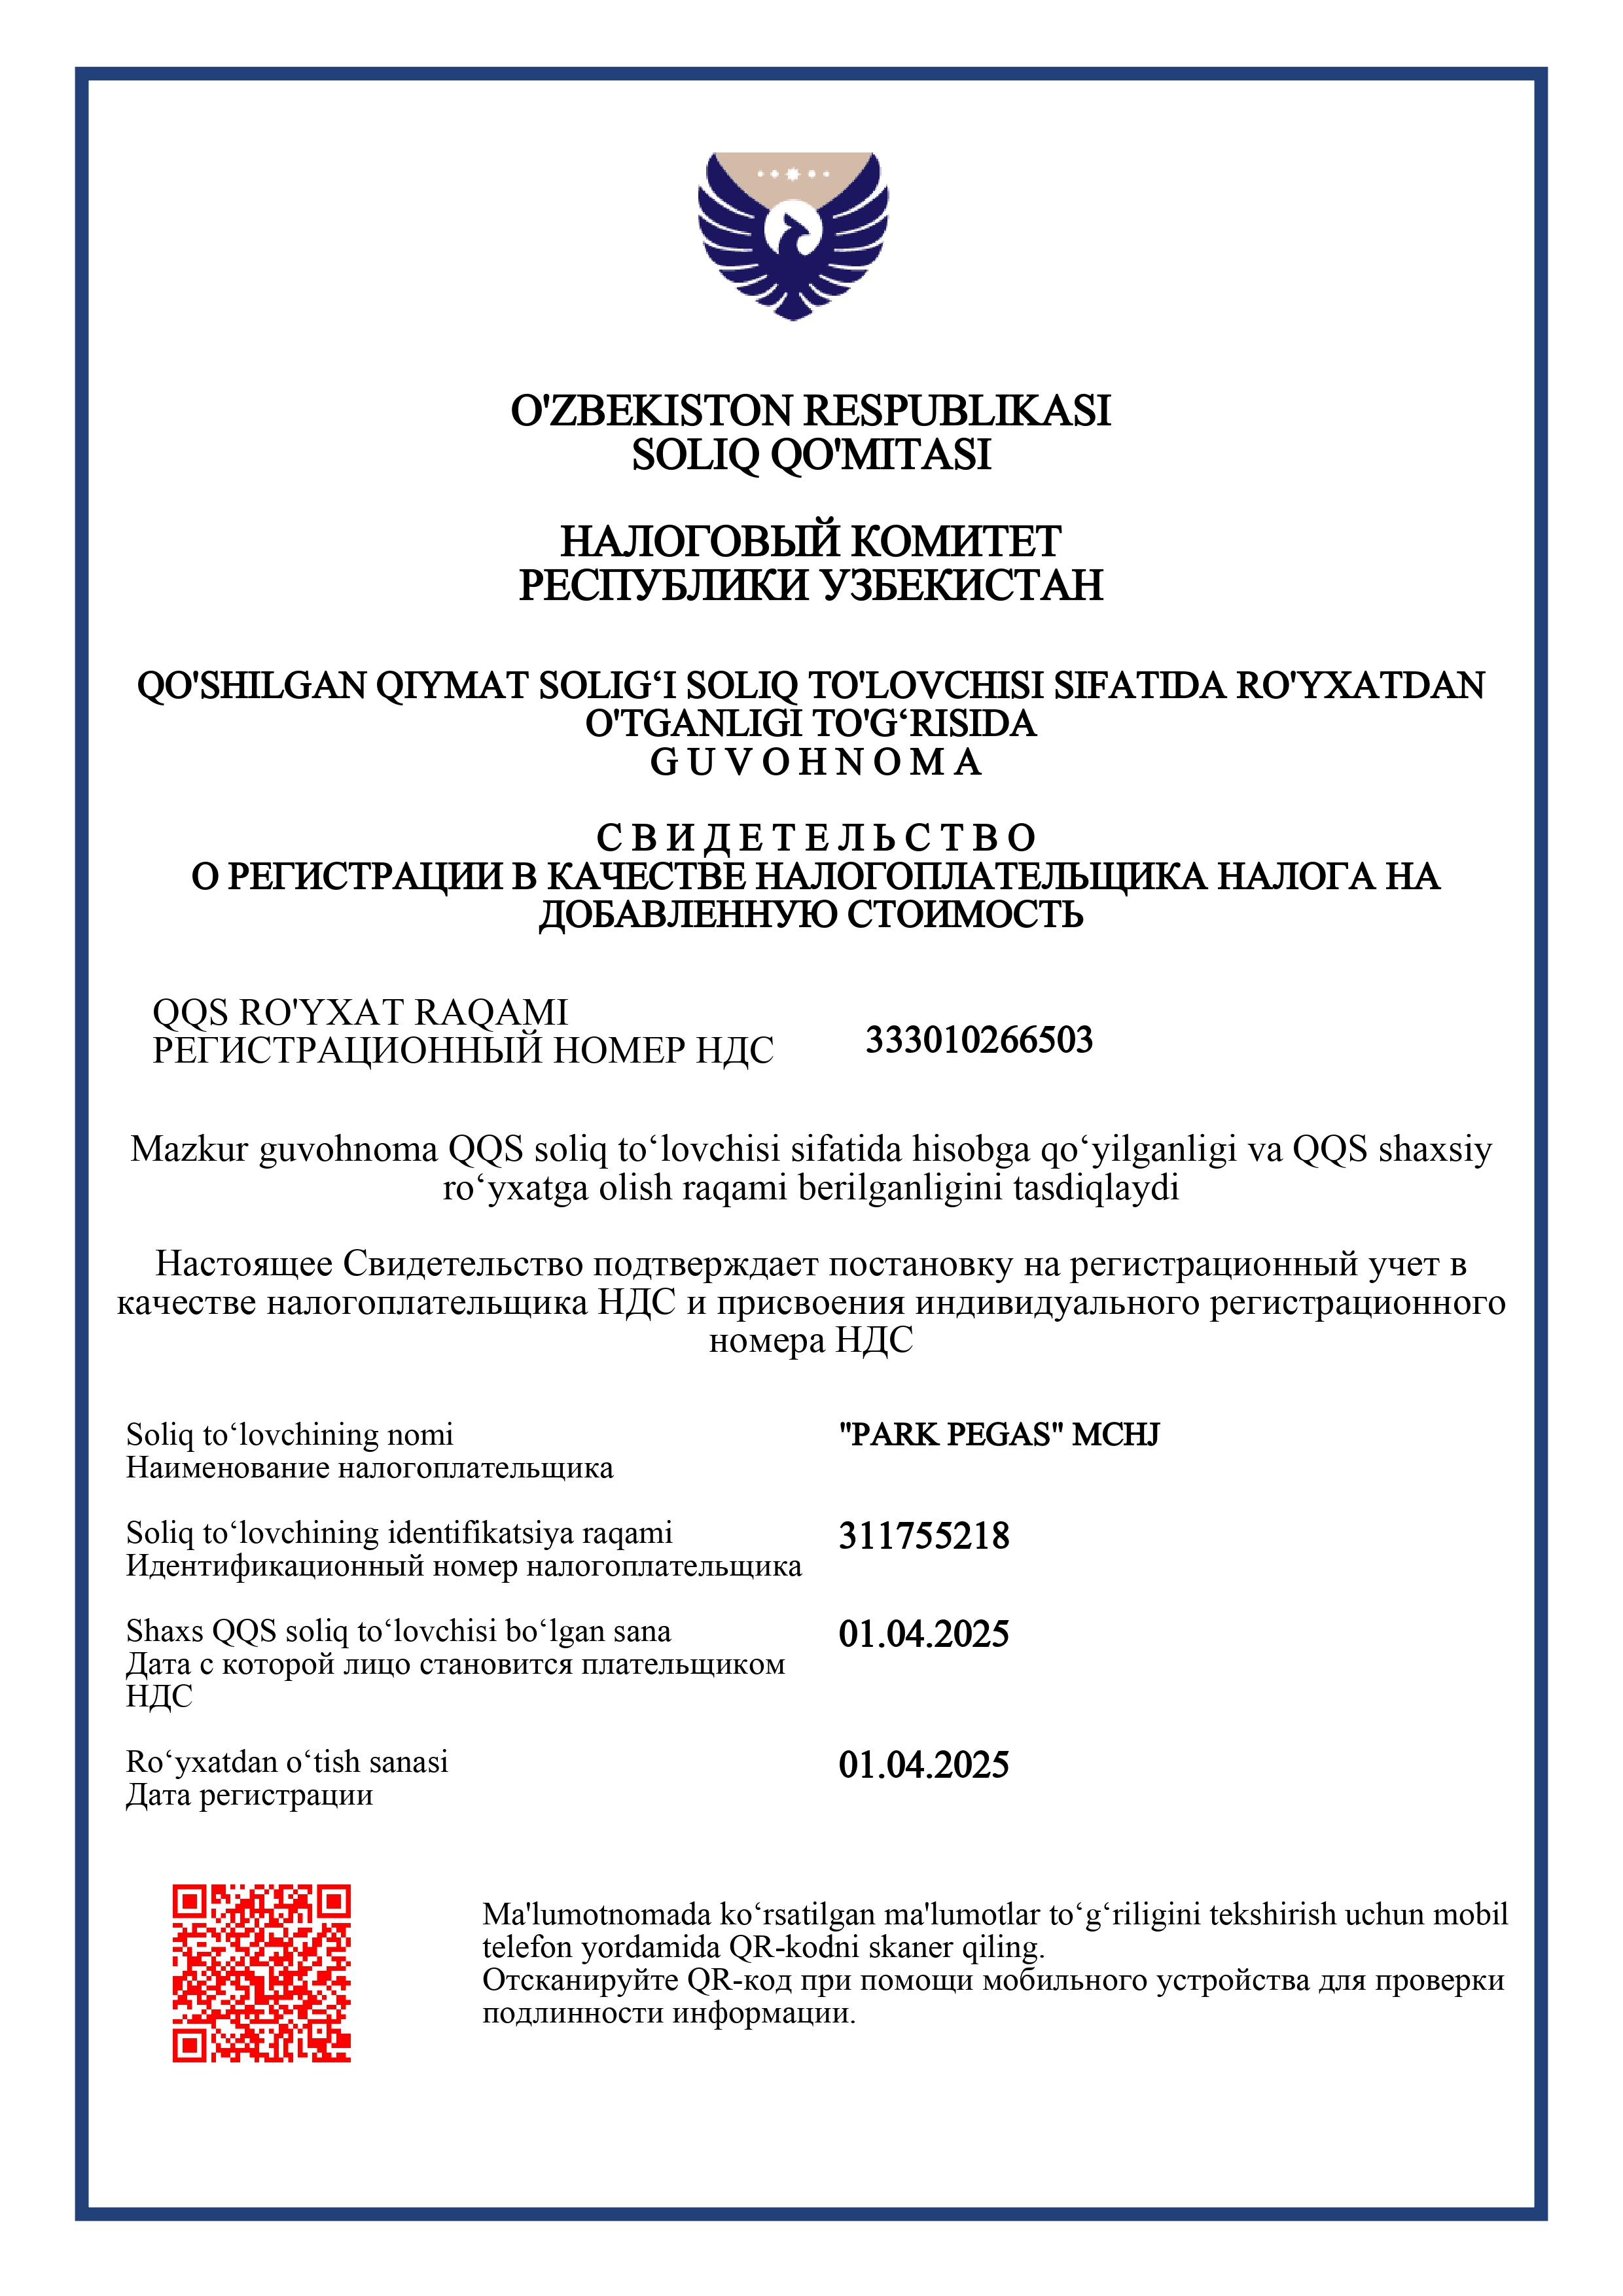 O'ZBEKISTON RESPUBLIKASI
SOLIQ QO'MITASI
НАЛОГОВЫЙ КОМИТЕТ
РЕСПУБЛИКИ УЗБЕКИСТАН
QO'SHILGAN QIYMAT SOLIG‘I SOLIQ TO'LOVCHISI SIFATIDA RO'YXATDAN
O'TGANLIGI TO'G‘RISIDA
G U V O H N O M A
С В И Д Е Т Е Л Ь С Т В О
О РЕГИСТРАЦИИ В КАЧЕСТВЕ НАЛОГОПЛАТЕЛЬЩИКА НАЛОГА НА
ДОБАВЛЕННУЮ СТОИМОСТЬ
QQS RO'YXAT RAQAMI
РЕГИСТРАЦИОННЫЙ НОМЕР НДС
333010266503
Mazkur guvohnoma QQS soliq to‘lovchisi sifatida hisobga qo‘yilganligi va QQS shaxsiy
ro‘yxatga olish raqami berilganligini tasdiqlaydi
Настоящее Свидетельство подтверждает постановку на регистрационный учет в
качестве налогоплательщика НДС и присвоения индивидуального регистрационного
номера НДС
Soliq to‘lovchining nomi
Наименование налогоплательщика
"PARK PEGAS" MCHJ
Soliq to‘lovchining identifikatsiya raqami
Идентификационный номер налогоплательщика
311755218
Shaxs QQS soliq to‘lovchisi bo‘lgan sana
Дата с которой лицо становится плательщиком
НДС
01.04.2025
Ro‘yxatdan o‘tish sanasi
Дата регистрации
01.04.2025
Ma'lumotnomada ko‘rsatilgan ma'lumotlar to‘g‘riligini tekshirish uchun mobil
telefon yordamida QR-kodni skaner qiling.
Отсканируйте QR-код при помощи мобильного устройства для проверки
подлинности информации.